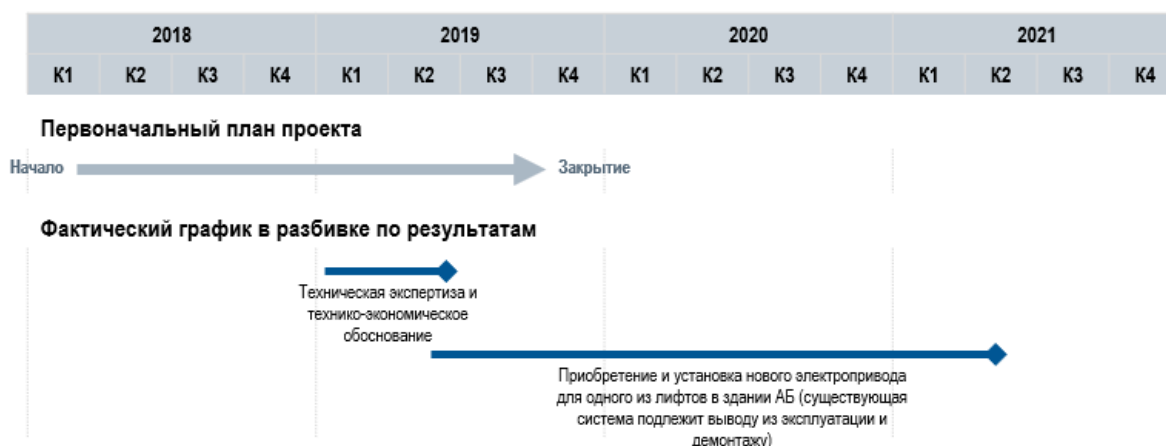 2018 2019 2020 2021
К1 К2 К3 К4 К1 К2 К3 К4 К1 К2 К3 К4 К1 К2 К3 К4
Первоначальный план проекта
Начало Закрытие
Фактический график в разбивке по результатам
Техническая экспертиза и
технико-экономическое
обоснование
Приобретение и установка нового электропривода
для одного из лифтов в здании АБ (существующая
система подлежит выводу из эксплуатации и
демонтажу)